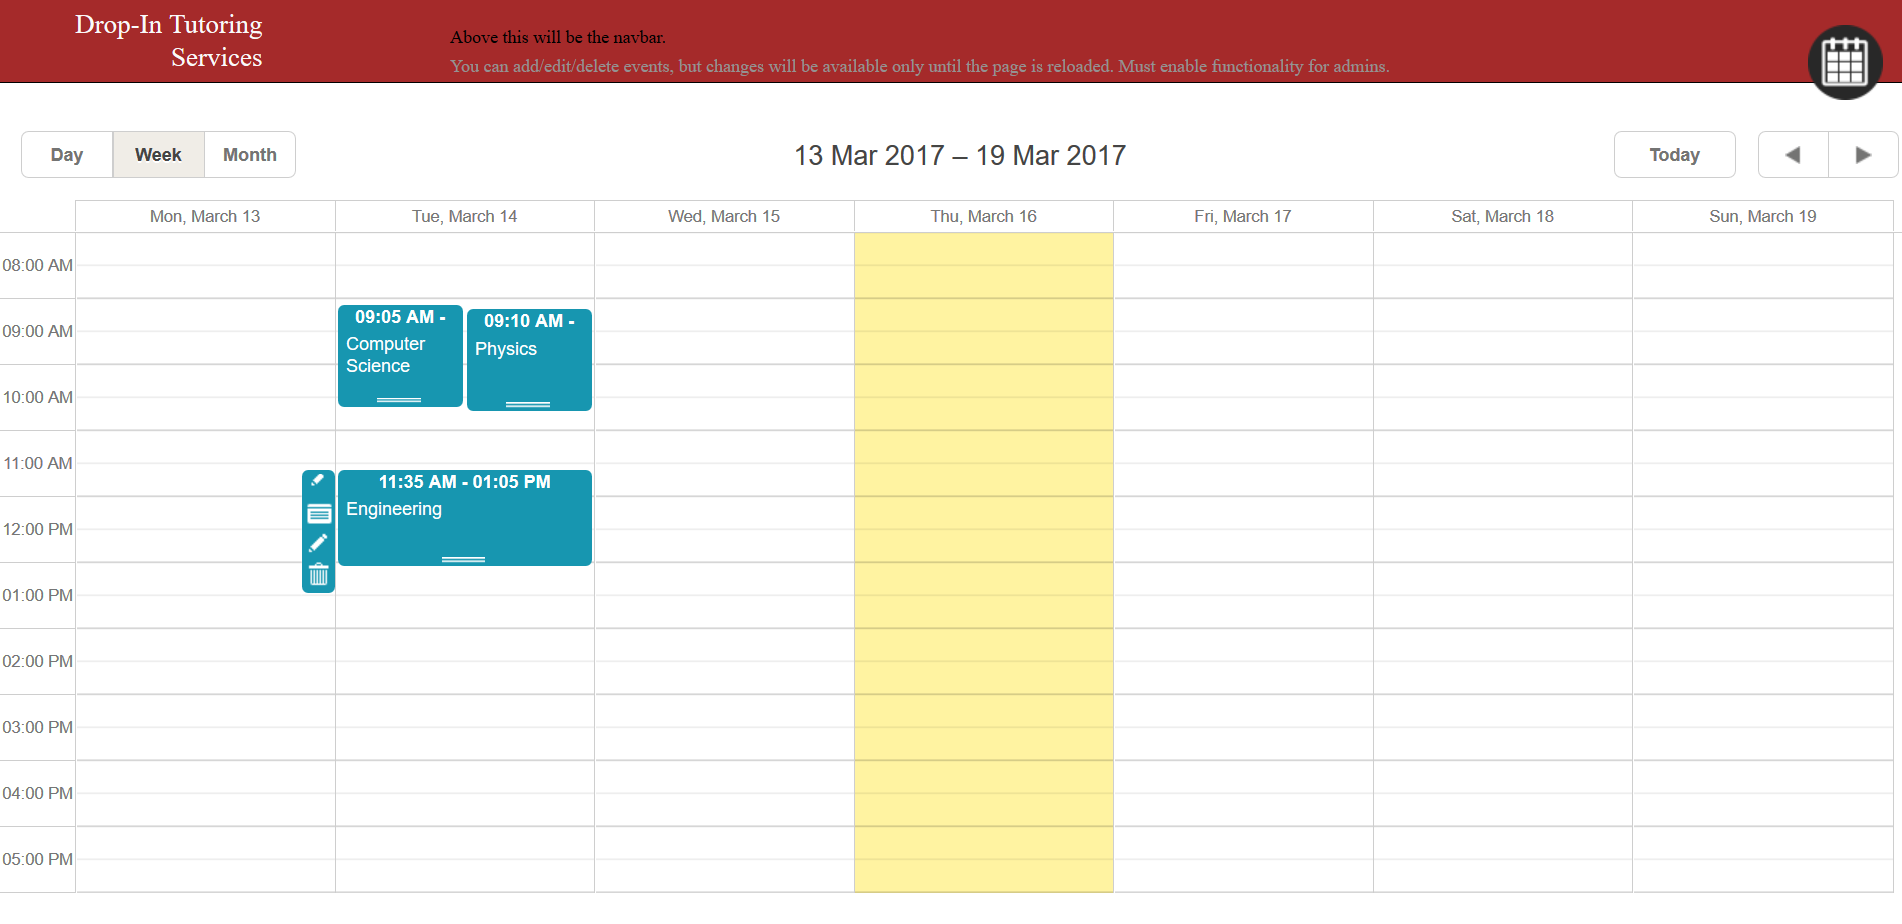 Drop-In Tutoring
Services
Above this will be the navbar.
You can add/edit/delete events, but changes will be available only until the page is reloaded. Must enable functionality for admins.
Day Week Month
13 Mar 2017 – 19 Mar 2017
Today
Mon, March 13 Tue, March 14 Wed, March 15 Thu, March 16 Fri, March 17 Sat, March 18 Sun, March 19
08:00 AM
09:05 AM -
Computer
Science
09:10 AM -
Physics
09:00 AM
10:00 AM
11:00 AM
11:35 AM - 01:05 PM
Engineering
12:00 PM
01:00 PM
02:00 PM
03:00 PM
04:00 PM
05:00 PM